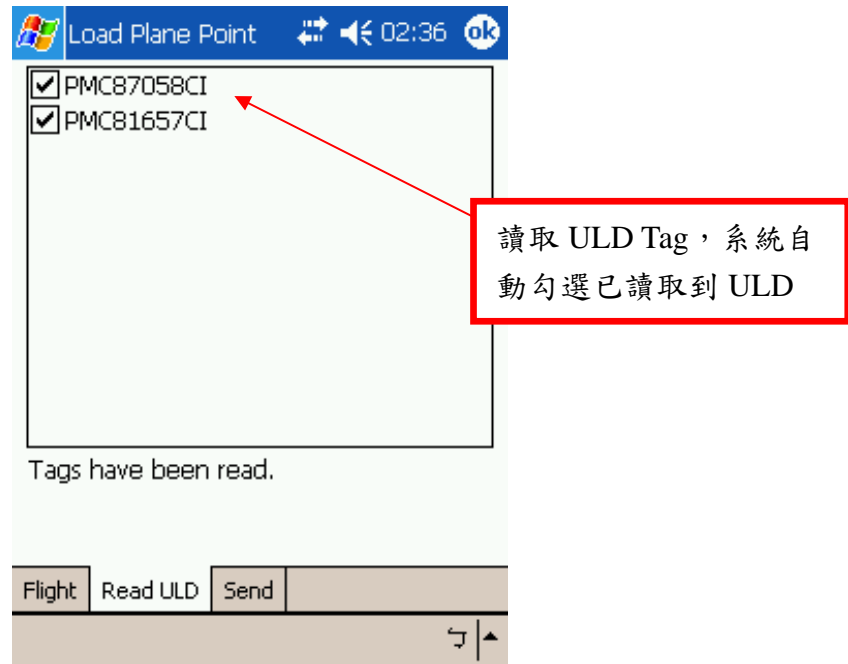 Load Plane Point 02:36 ok
PMC87058CI
PMC81657CI
讀取 ULD Tag，系統自
動勾選已讀取到 ULD
Tags have been read.
Flight Read ULD Send
ㄅ